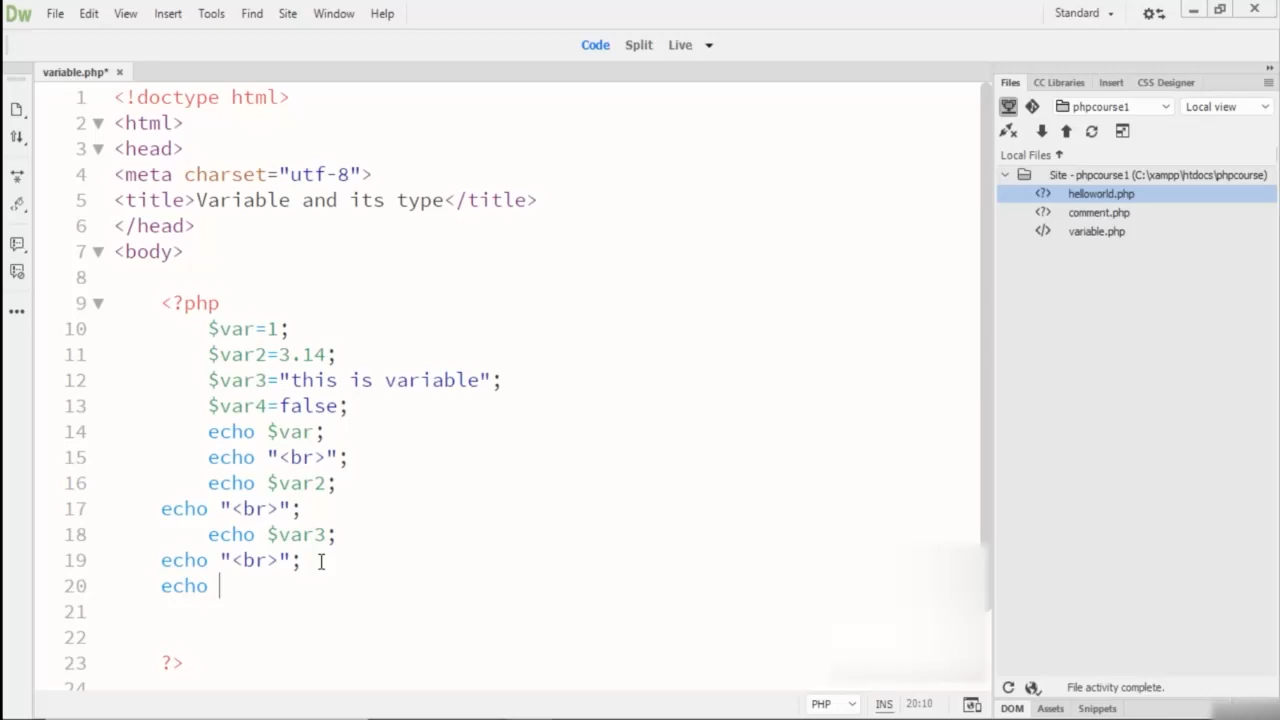 Dw File Edit View Insert Tools Find Site Window Help Standard
Code Split Live
variable.php* ×
1 <!doctype html>
2 <html>
3 <head>
4 <meta charset="utf-8">
5 <title>Variable and its type</title>
6 </head>
7 <body>
8
9 <?php
10 $var=1;
11 $var2=3.14;
12 $var3="this is variable";
13 $var4=false;
14 echo $var;
15 echo "<br>";
16 echo $var2;
17 echo "<br>";
18 echo $var3;
19 echo "<br>";
20 echo
21
22
23 ?>
24
PHP INS 20:10
Files CC Libraries Insert CSS Designer
phpcourse1 Local view
Local Files
Site - phpcourse1 (C:\xampp\htdocs\phpcourse)
helloworld.php
comment.php
variable.php
File activity complete.
DOM Assets Snippets